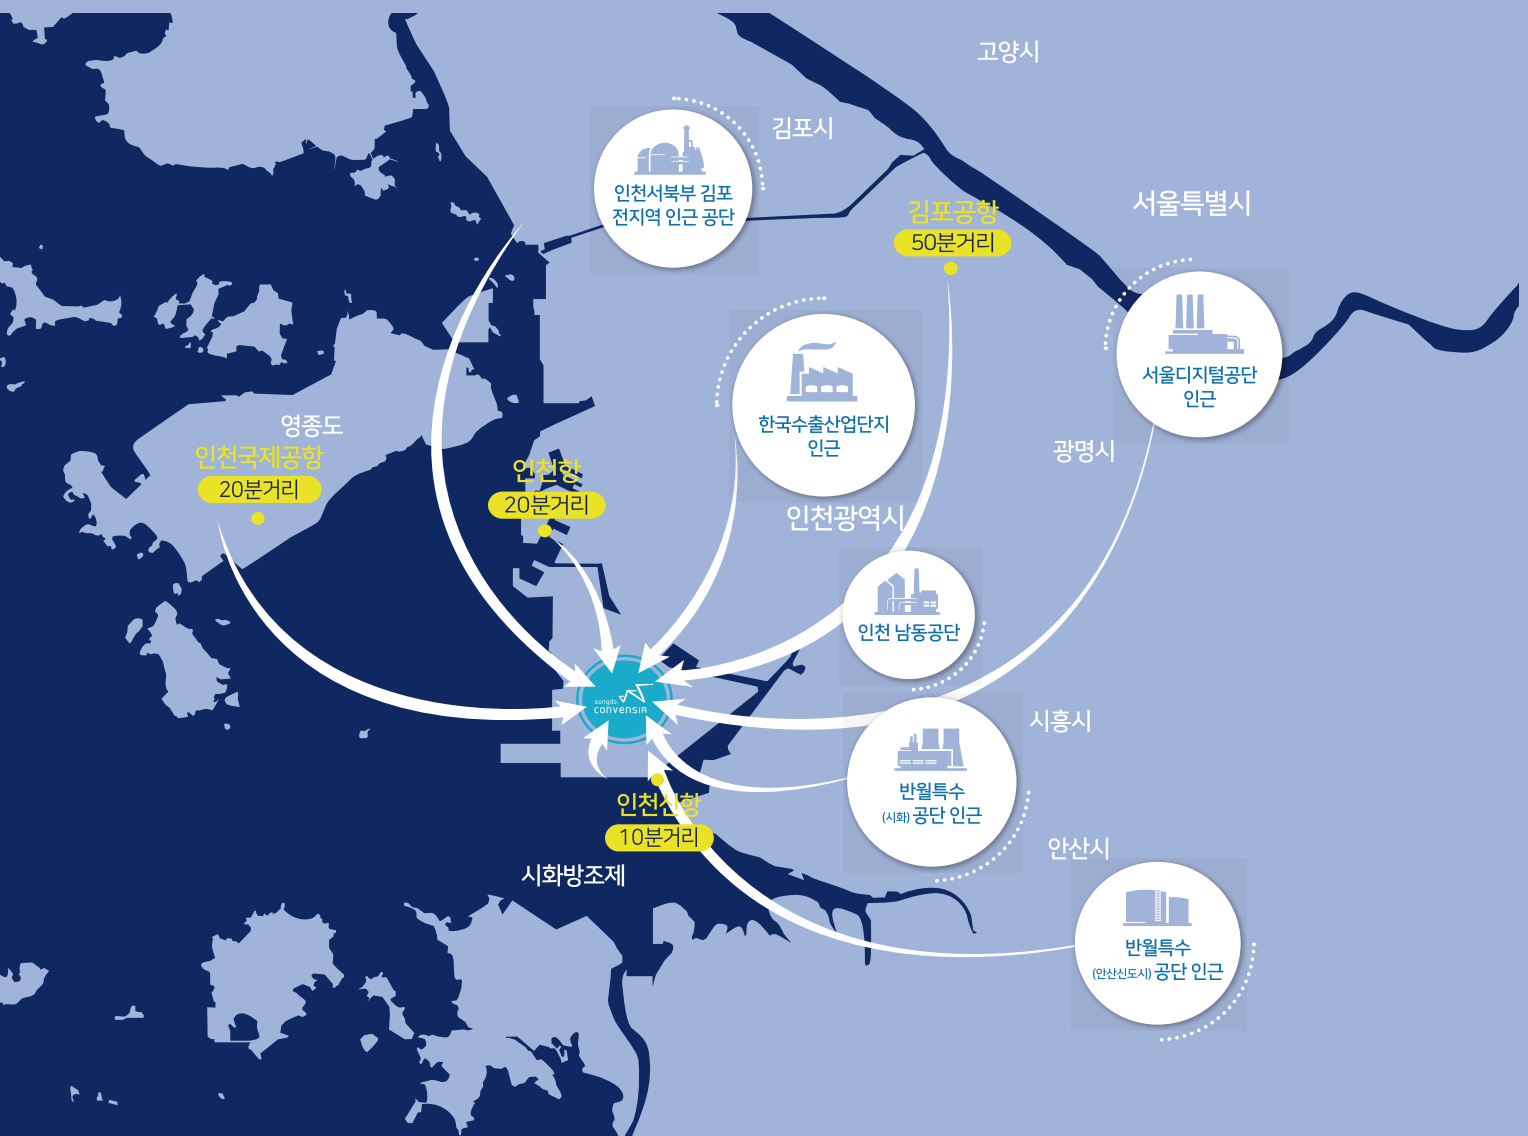 고양시
김포시
인천서북부 김포
전지역 인근 공단
서울특별시
김포공항
50분거리
서울디지털공단
인근
한국수출산업단지
인근
영종도
인천국제공항
20분거리
인천항
20분거리
광명시
인천광역시
인천 남동공단
songdo
convensia
시흥시
반월특수
(시화) 공단 인근
인천신항
10분거리
안산시
시화방조제
반월특수
(안산신도시) 공단 인근